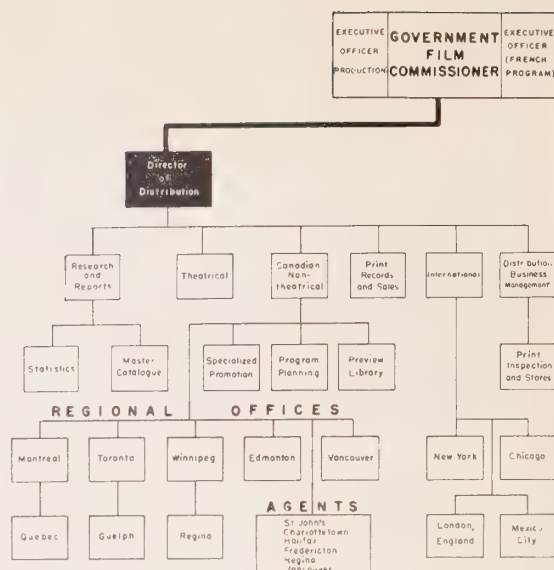 EXECUTIVE
OFFICER
PRODUCTION
GOVERNMENT
FILM
COMMISSIONER
EXECUTIVE
OFFICER
(FRENCH
PROGRAM)
Director
of
Distribution
Research
and
Reports
Theatrical
Canadian
Non-
theatrical
Print
Records
and Sales
International
Business
Management
Statistics
Master
Catalogue
Specialized
Promotion
Program
Planning
Preview
Library
Print
Inspection
and Stores
REGIONAL OFFICES
Montreal
Toronto
Winnipeg
Edmonton
Vancouver
New York
Chicago
Quebec
Guelph
Regina
AGENTS
St John's
Charlottetown
Halifax
Fredericton
Regina
London,
England
Mexico
City